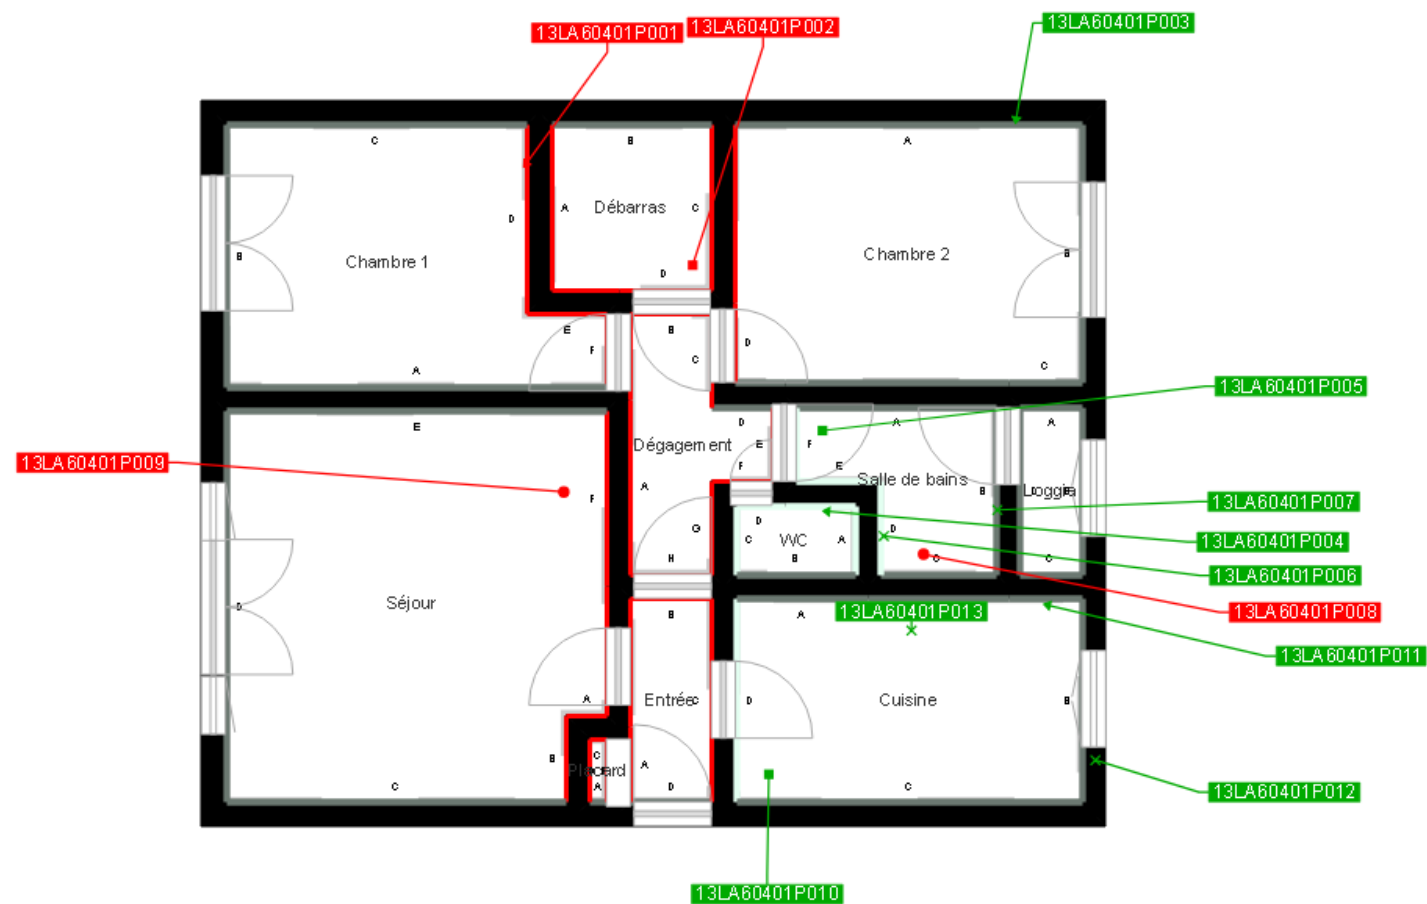 13LA60401P001
13LA60401P002
13LA60401P003
C
B
A
Débarras
A
C
D
Chambre 1
B
D
Chambre 2
B
E
F
A
B
C
D
C
13LA60401P005
E
D
E
F
A
F
E
A
Dégagement
Salle de bains
Loggia
13LA60401P009
F
A
B
G
H
D
C
WC
A
B
D
C
C
13LA60401P007
13LA60401P004
13LA60401P006
13LA60401P008
Séjour
D
B
A
13LA60401P013
13LA60401P011
A
Entrée
C
D
Cuisine
B
B
Placard
C
A
A
D
C
C
13LA60401P012
13LA60401P010